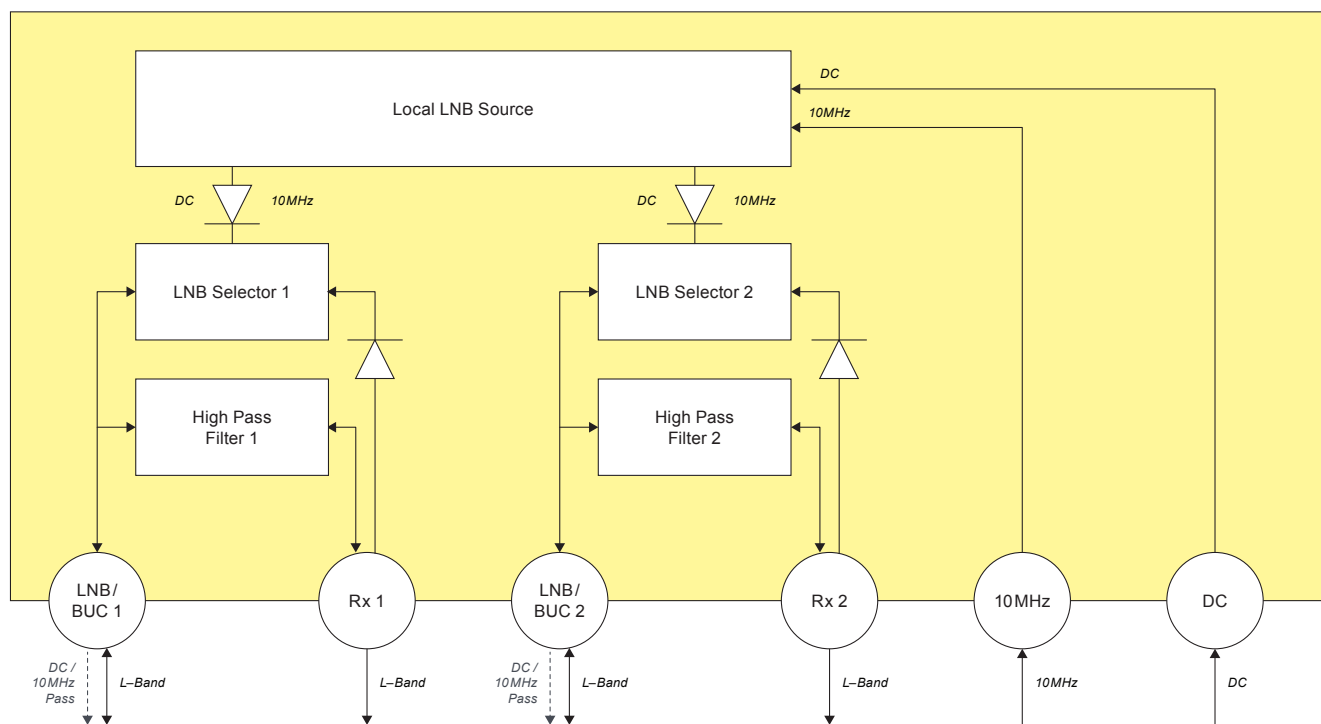 DC
Local LNB Source
10MHz
DC
10MHz
DC
10MHz
LNB Selector 1
LNB Selector 2
High Pass
Filter 1
High Pass
Filter 2
LNB/
BUC 1
Rx 1
LNB/
BUC 2
Rx 2
10MHz
DC
DC /
10MHz
Pass
L–Band
L–Band
DC /
10MHz
Pass
L–Band
L–Band
10MHz
DC